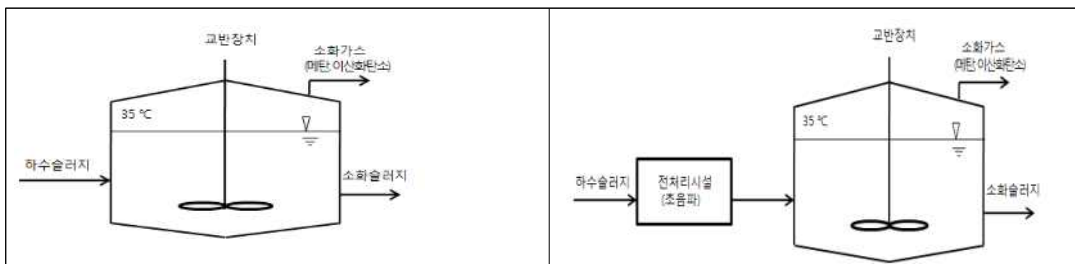 교반장치
소화가스
(메탄,이산화탄소)
35 ℃
하수슬러지
소화슬러지
교반장치
소화가스
(메탄,이산화탄소)
35 ℃
하수슬러지
전처리시설
(초음파)
소화슬러지